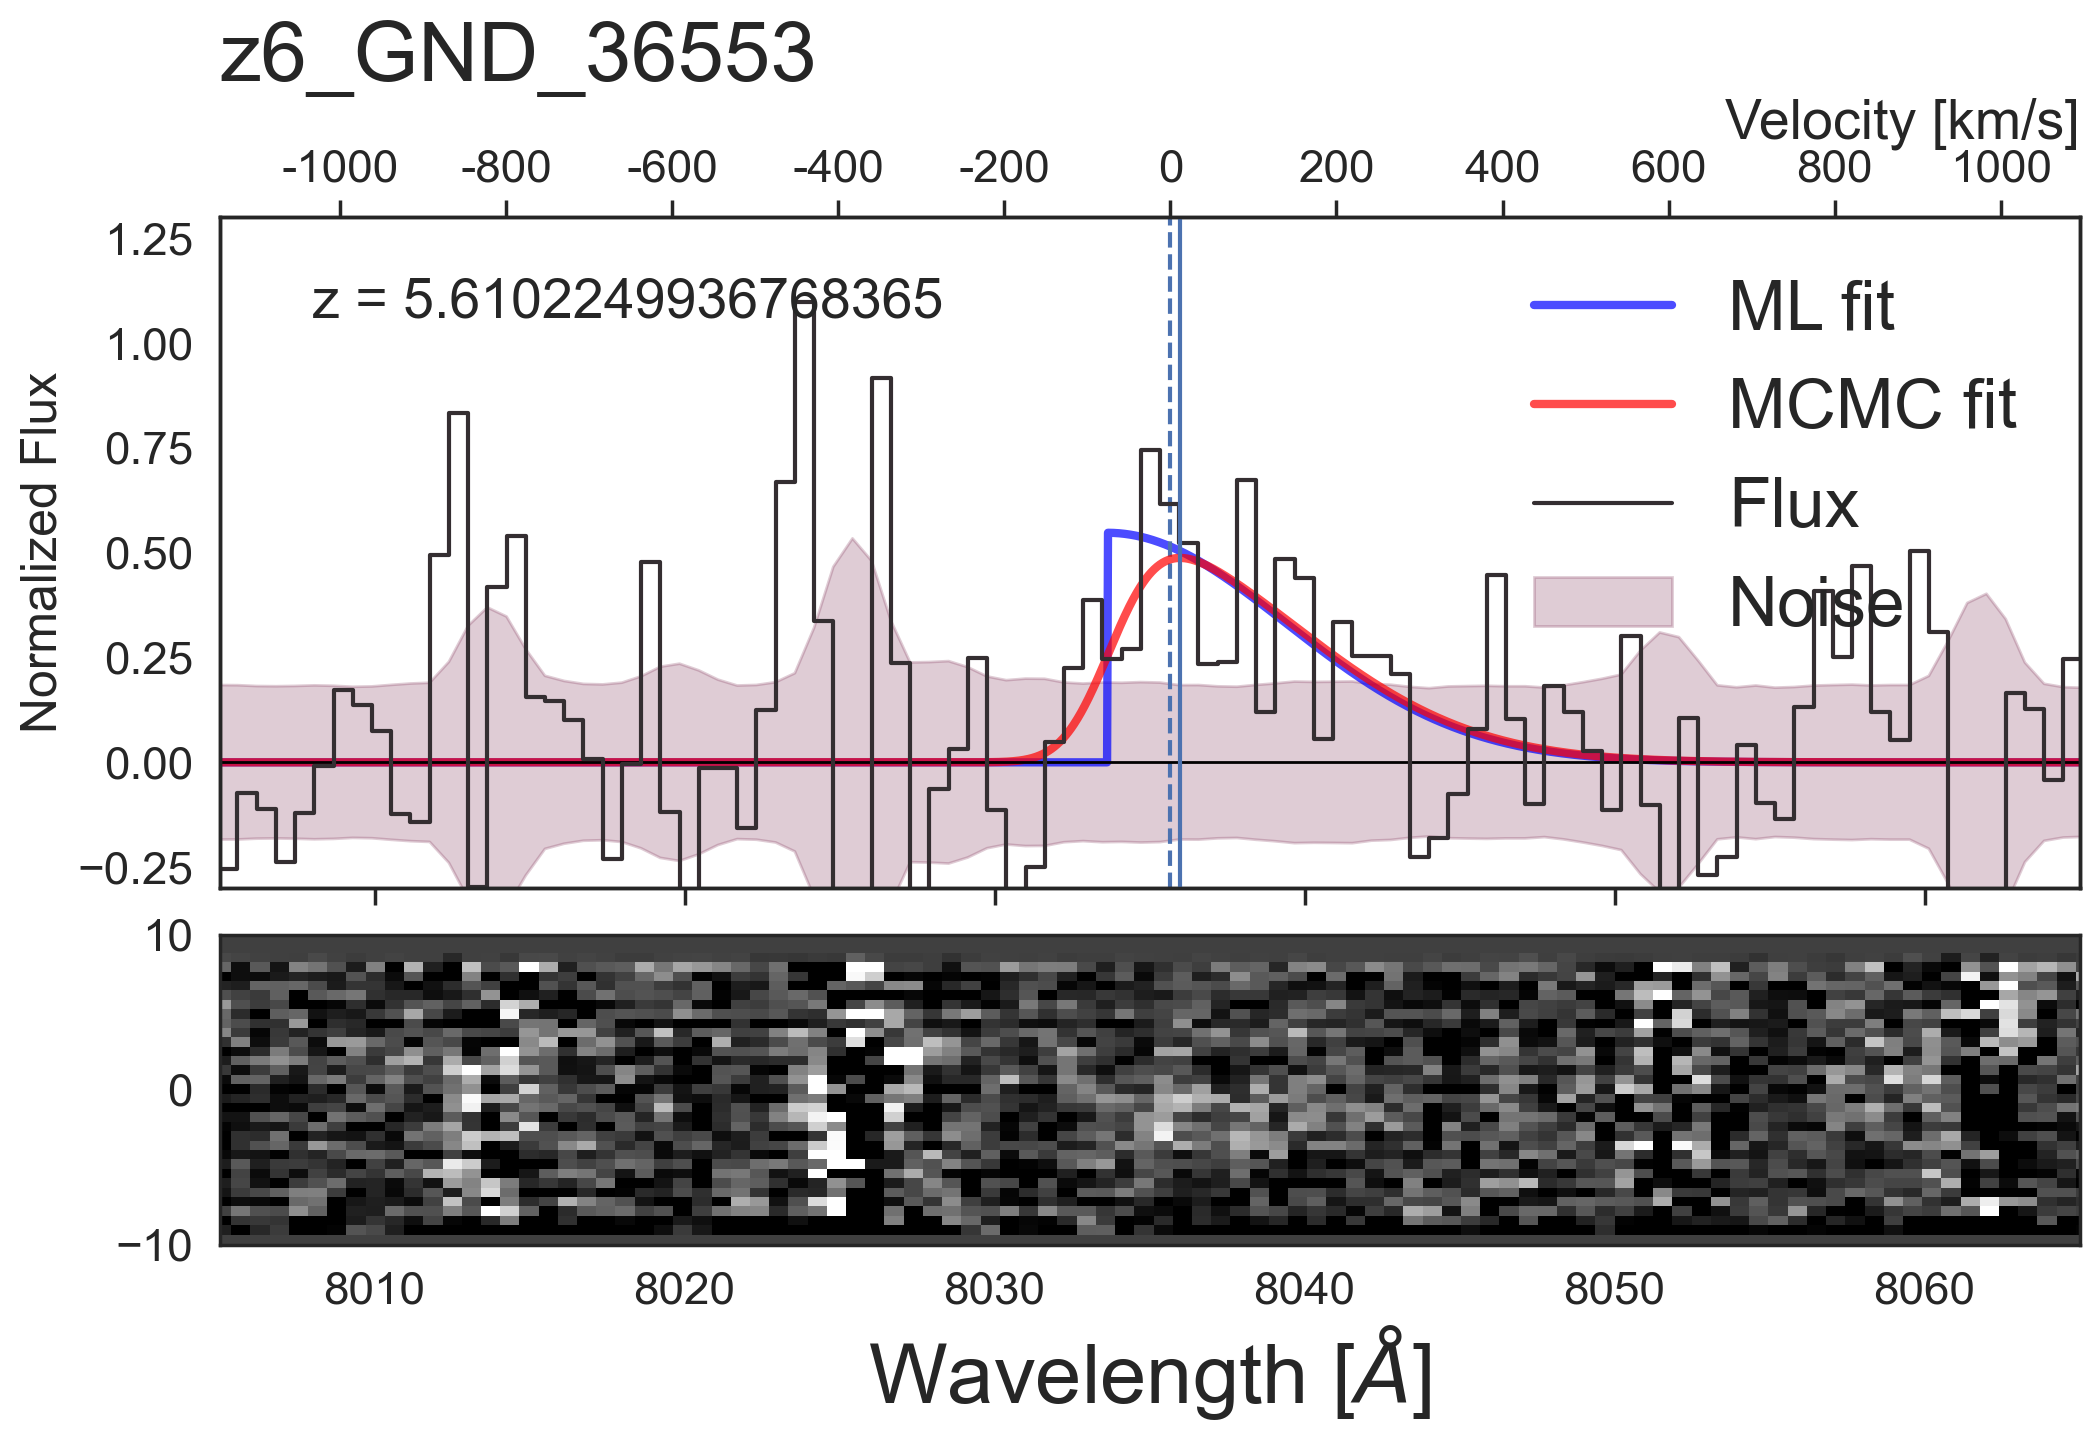 z6_GND_36553
Velocity [km/s]
-1000 -800 -600 -400 -200 0 200 400 600 800 1000
1.25
1.00
0.75
0.50
0.25
0.00
−0.25
Normalized Flux
z = 5.6102249936768365
ML fit
MCMC fit
Flux
Noise
10
0
−10
8010 8020 8030 8040 8050 8060
Wavelength [Å]